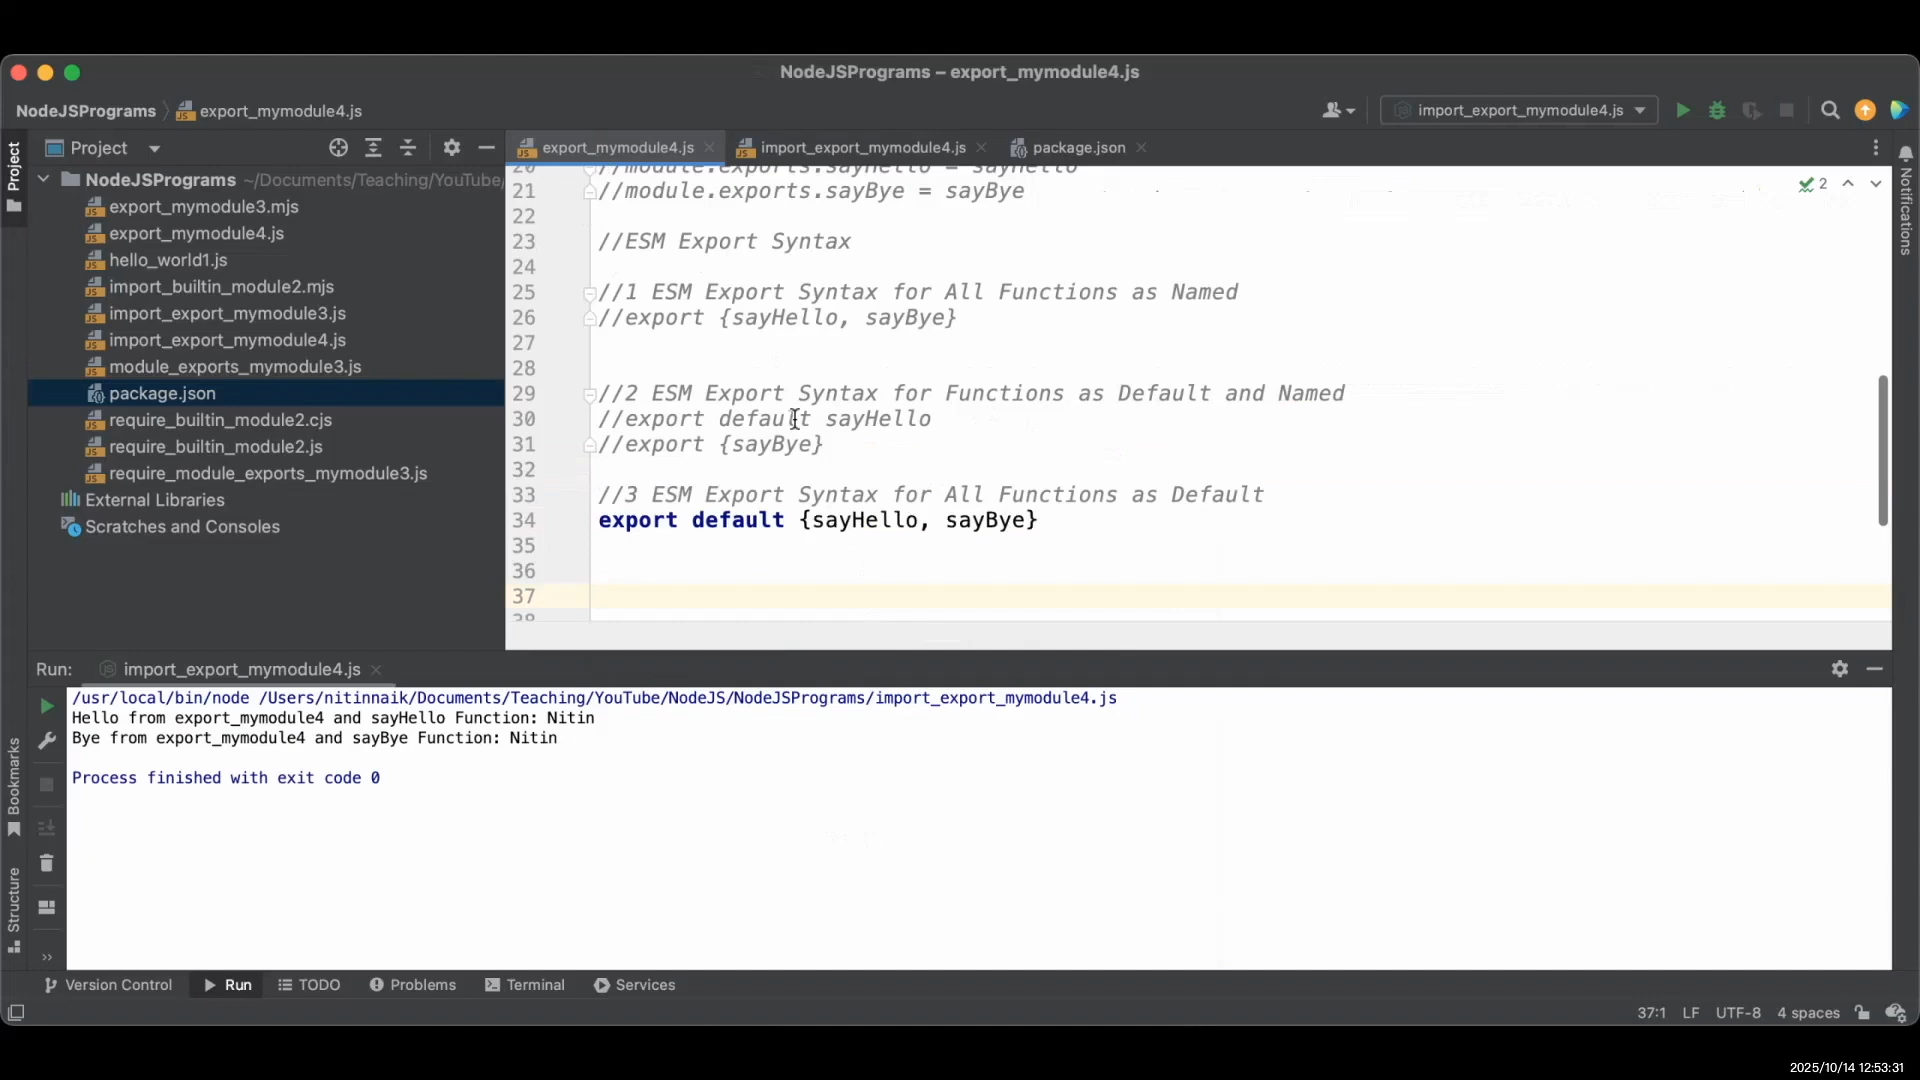 NodeJSPrograms – export_mymodule4.js
NodeJSPrograms
export_mymodule4.js
import_export_mymodule4.js
Project
Project
export_mymodule4.js
import_export_mymodule4.js
package.json
Notifications
NodeJSPrograms ~/Documents/Teaching/YouTube/
export_mymodule3.mjs
export_mymodule4.js
hello_world1.js
import_builtin_module2.mjs
import_export_mymodule3.js
import_export_mymodule4.js
module_exports_mymodule3.js
package.json
require_builtin_module2.cjs
require_builtin_module2.js
require_module_exports_mymodule3.js
External Libraries
Scratches and Consoles
20 //module.exports.sayHello = sayHello
21 //module.exports.sayBye = sayBye
2
22
23 //ESM Export Syntax
24
25 //1 ESM Export Syntax for All Functions as Named
26 //export {sayHello, sayBye}
27
28
29 //2 ESM Export Syntax for Functions as Default and Named
30 //export default sayHello
31 //export {sayBye}
32
33 //3 ESM Export Syntax for All Functions as Default
34 export default {sayHello, sayBye}
35
36
37
38
Run: import_export_mymodule4.js
/usr/local/bin/node /Users/nitinnaik/Documents/Teaching/YouTube/NodeJS/NodeJSPrograms/import_export_mymodule4.js
Hello from export_mymodule4 and sayHello Function: Nitin
Bye from export_mymodule4 and sayBye Function: Nitin
Process finished with exit code 0
Bookmarks
Structure
Version Control
Run
TODO
Problems
Terminal
Services
37:1 LF UTF-8 4 spaces
2025/10/14 12:53:31